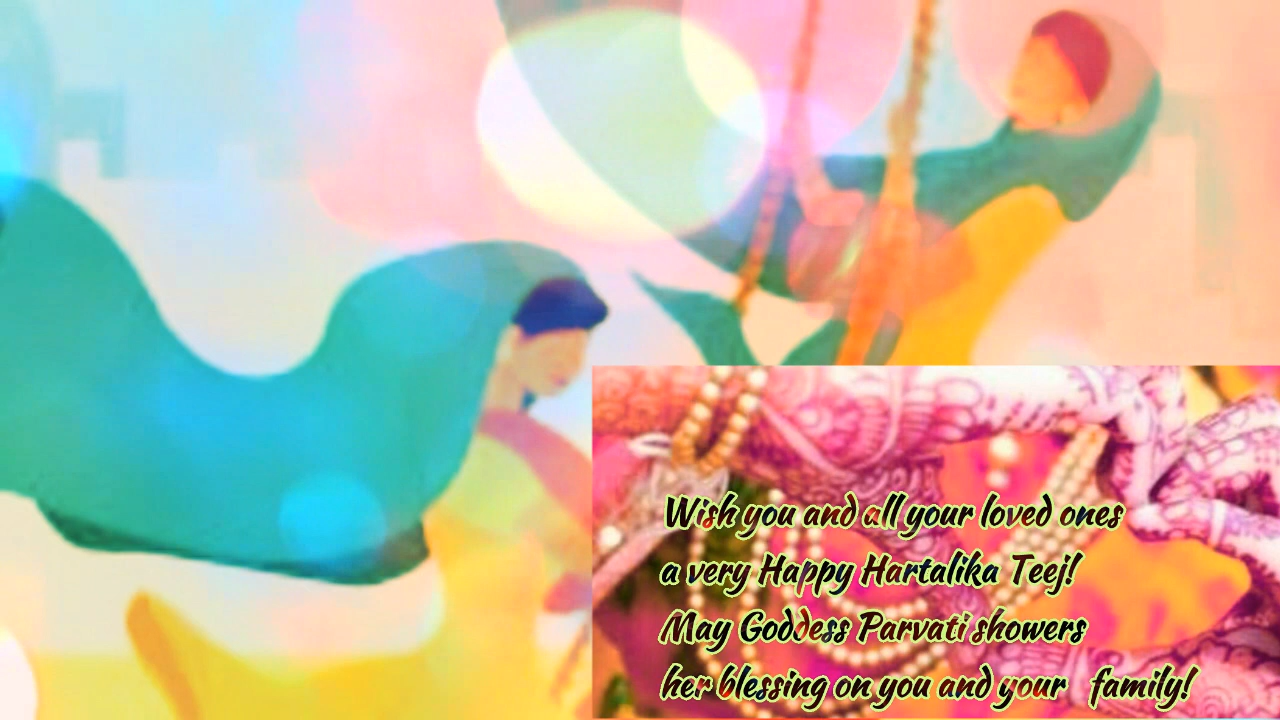 Wish you and all your loved ones
a very Happy Hartalika Teej!
May Goddess Parvati showers
her blessing on you and your family!